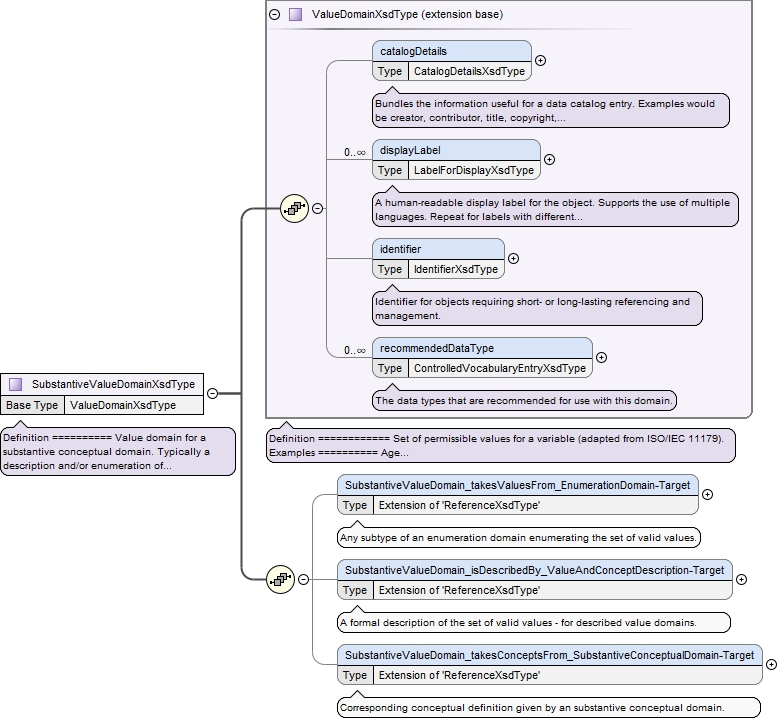 ValueDomainXsdType (extension base)
catalogDetails
Type CatalogDetailsXsdType
Bundles the information useful for a data catalog entry. Examples would
be creator, contributor, title, copyright,...
0..∞
displayLabel
Type LabelForDisplayXsdType
A human-readable display label for the object. Supports the use of multiple
languages. Repeat for labels with different...
identifier
Type IdentifierXsdType
Identifier for objects requiring short- or long-lasting referencing and
management.
0..∞
recommendedDataType
Type ControlledVocabularyEntryXsdType
The data types that are recommended for use with this domain.
SubstantiveValueDomainXsdType
Base Type ValueDomainXsdType
Definition ========== Value domain for a
substantive conceptual domain. Typically a
description and/or enumeration of...
Definition ============ Set of permissible values for a variable (adapted from ISO/IEC 11179).
Examples ========== Age...
SubstantiveValueDomain_takesValuesFrom_EnumerationDomain-Target
Type Extension of 'ReferenceXsdType'
Any subtype of an enumeration domain enumerating the set of valid values.
SubstantiveValueDomain_isDescribedBy_ValueAndConceptDescription-Target
Type Extension of 'ReferenceXsdType'
A formal description of the set of valid values - for described value domains.
SubstantiveValueDomain_takesConceptsFrom_SubstantiveConceptualDomain-Target
Type Extension of 'ReferenceXsdType'
Corresponding conceptual definition given by an substantive conceptual domain.